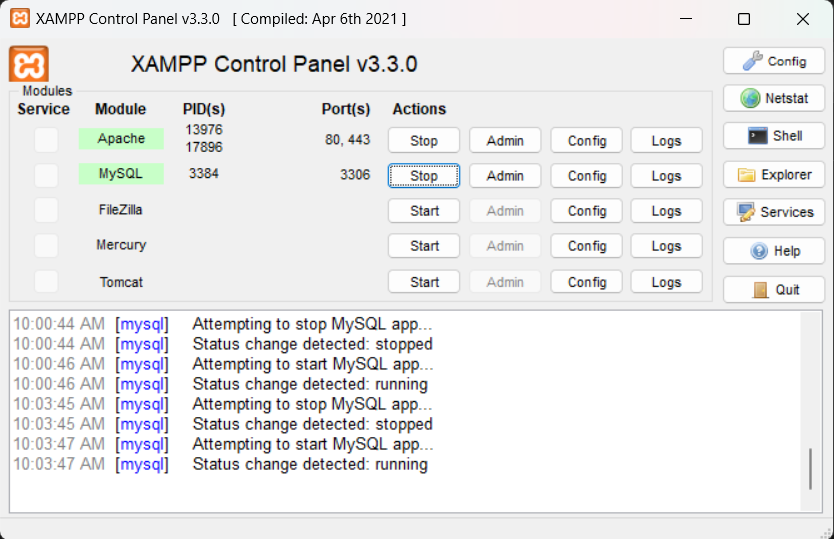 XAMPP Control Panel v3.3.0 [ Compiled: Apr 6th 2021 ]
XAMPP Control Panel v3.3.0
Config
Modules
Service Module PID(s) Port(s) Actions
Netstat
Apache 13976 17896 80, 443 Stop Admin Config Logs
Shell
MySQL 3384 3306 Stop Admin Config Logs
Explorer
FileZilla Start Admin Config Logs
Services
Mercury Start Admin Config Logs
Help
Tomcat Start Admin Config Logs
Quit
10:00:44 AM [mysql] Attempting to stop MySQL app...
10:00:44 AM [mysql] Status change detected: stopped
10:00:46 AM [mysql] Attempting to start MySQL app...
10:00:46 AM [mysql] Status change detected: running
10:03:45 AM [mysql] Attempting to stop MySQL app...
10:03:45 AM [mysql] Status change detected: stopped
10:03:47 AM [mysql] Attempting to start MySQL app...
10:03:47 AM [mysql] Status change detected: running